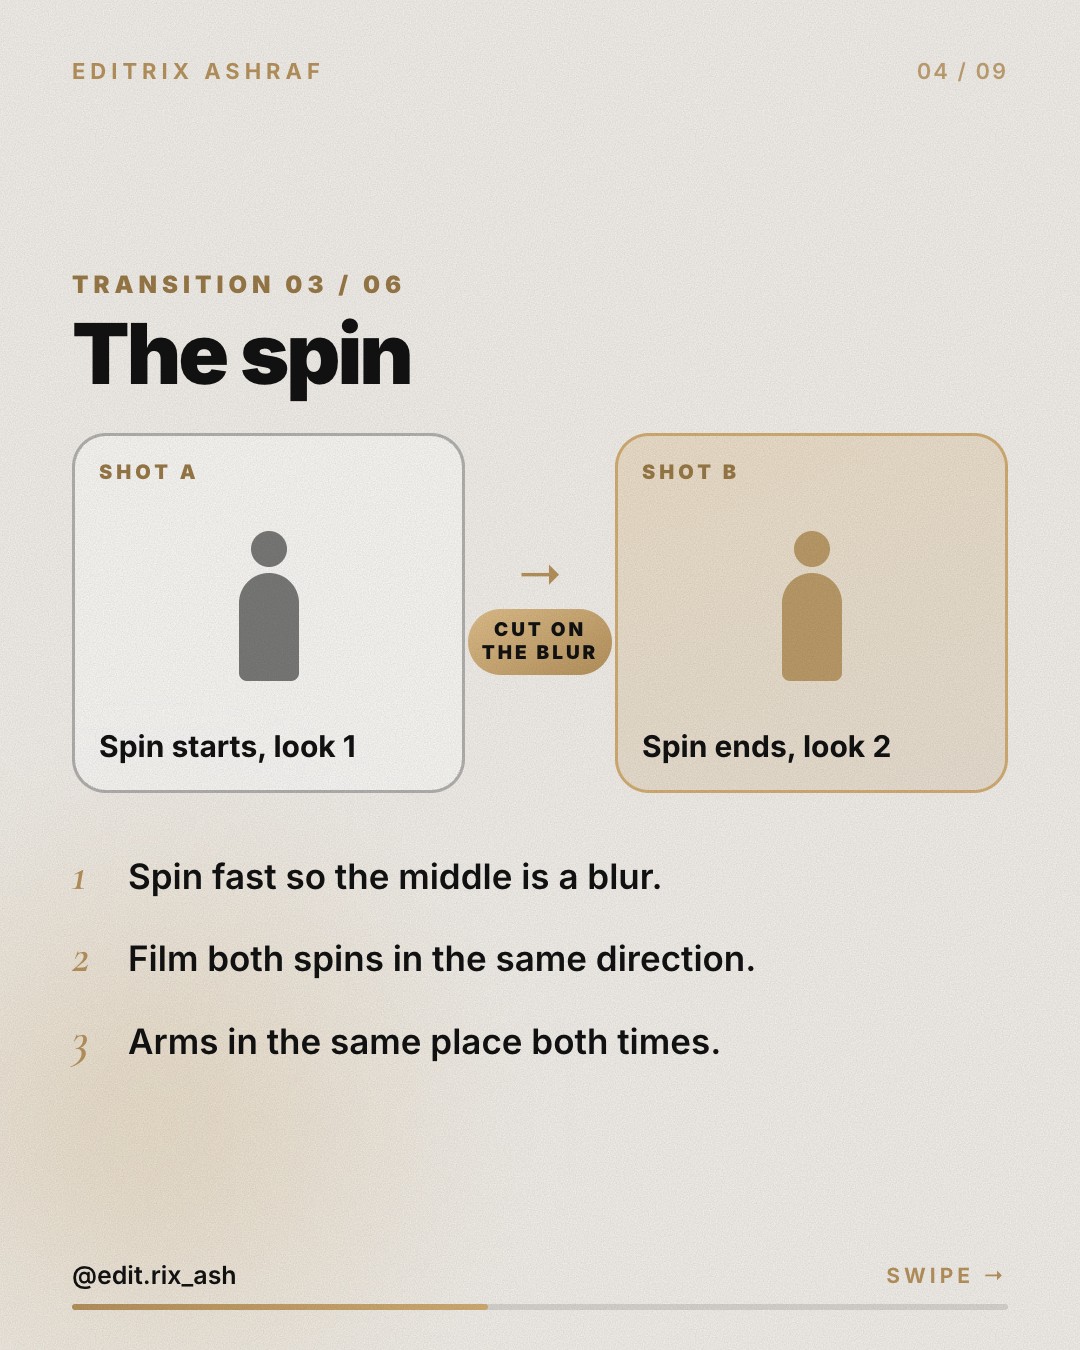 EDITRIX ASHRAF
04 / 09
TRANSITION 03 / 06
The spin
SHOT A
Spin starts, look 1
→
CUT ON
THE BLUR
SHOT B
Spin ends, look 2
1 Spin fast so the middle is a blur.
2 Film both spins in the same direction.
3 Arms in the same place both times.
@edit.rix_ash
SWIPE →